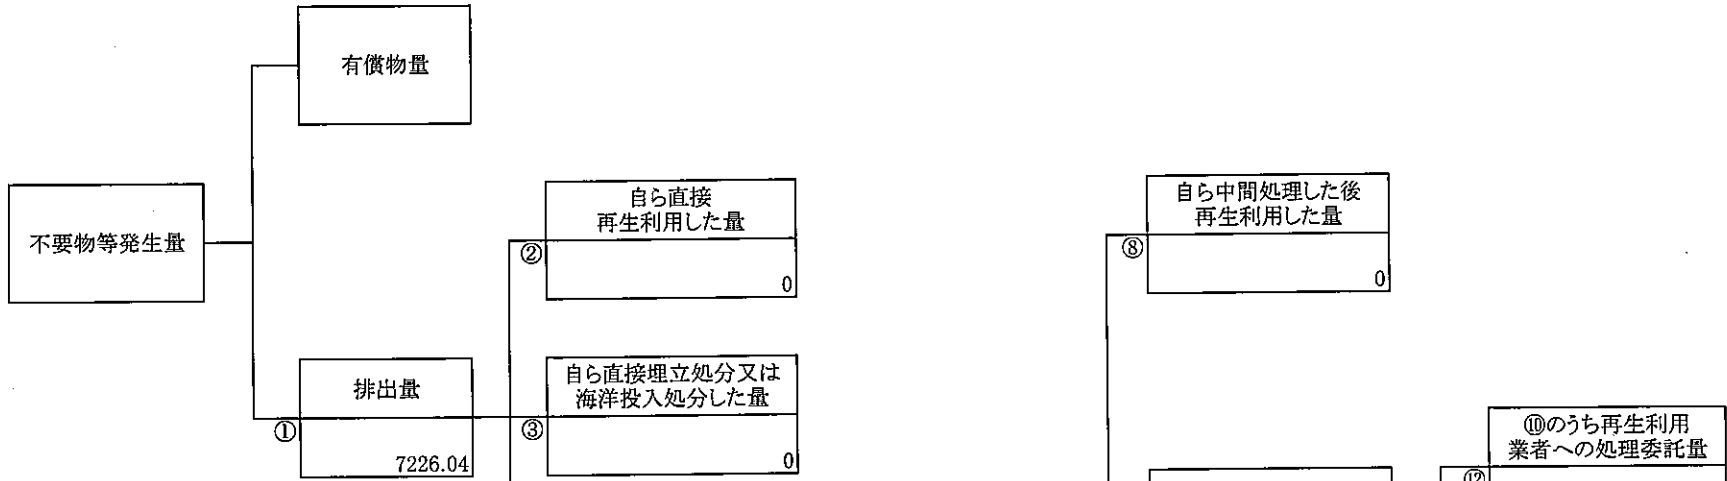 有償物量
不要物等発生量
自ら直接
再生利用した量
②
0
自ら中間処理した後
再生利用した量
⑧
0
排出量
①
7226.04
自ら直接埋立処分又は
海洋投入処分した量
③
0
⑩のうち再生利用
業者への処理委託量
⑫